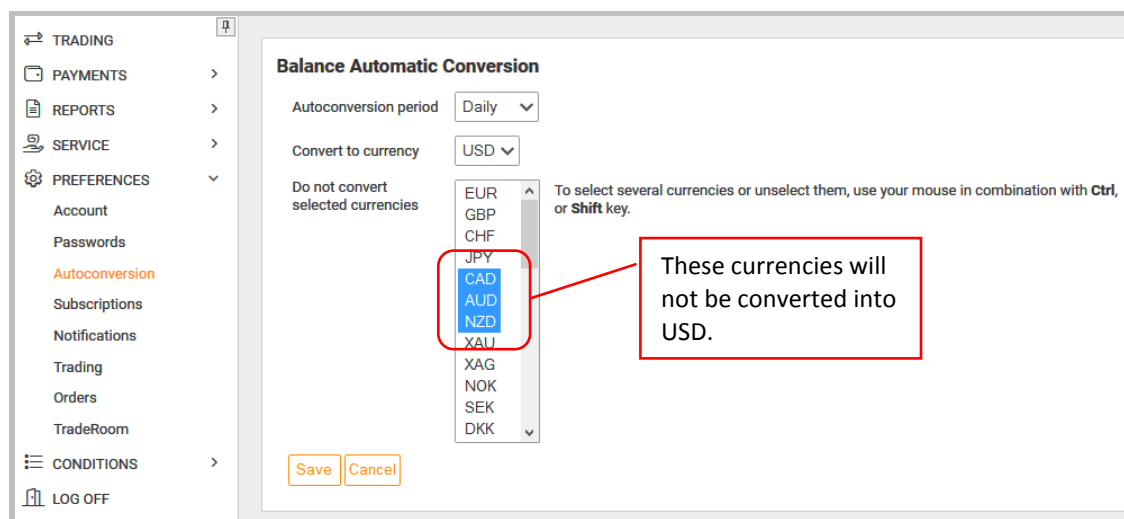 TRADING
PAYMENTS
REPORTS
SERVICE
PREFERENCES
Account
Passwords
Autoconversion
Subscriptions
Notifications
Trading
Orders
TradeRoom
CONDITIONS
LOG OFF
Balance Automatic Conversion
Autoconversion period Daily
Convert to currency USD
Do not convert
selected currencies
EUR
GBP
CHF
JPY
CAD
AUD
NZD
XAU
XAG
NOK
SEK
DKK
To select several currencies or unselect them, use your mouse in combination with Ctrl,
or Shift key.
These currencies will
not be converted into
USD.
Save Cancel